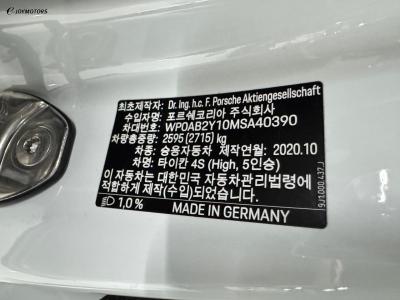 EJOYMOTORS
최초제작자: Dr. Ing. h.c. F. Porsche Aktiengesellschaft
수입자명: 포르쉐코리아 주식회사
차대번호: WP0AB2Y10MSA40390
차량총중량: 2595 (2715) kg
차종: 승용자동차 제작연월: 2020.10
차명: 타이칸 4S (High, 5인승)
이 자동차는 대한민국 자동차관리법령에
적합하게 제작(수입)되었습니다.
1,0% MADE IN GERMANY
9J1.000.437.J